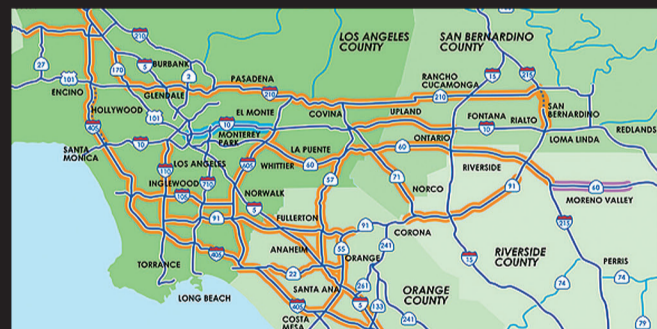 LOS ANGELES
COUNTY
SAN BERNARDINO
COUNTY
210
5
BURBANK
170
2
27
101
ENCINO
GLENDALE
PASADENA
210
15
215
RANCHO
CUCAMONGA
210
HOLLYWOOD
101
EL MONTE
COVINA
UPLAND
FONTANA
RIALTO
SAN
BERNARDINO
405
10
10
MONTEREY
PARK
10
REDLANDS
SANTA
MONICA
LOS ANGELES
LA PUENTE
60
ONTARIO
60
LOMA LINDA
110
710
605
WHITTIER
57
71
RIVERSIDE
INGLEWOOD
105
NORWALK
NORCO
91
60
MORENO VALLEY
91
5
FULLERTON
91
CORONA
215
405
ANAHEIM
55
241
ORANGE
15
RIVERSIDE
COUNTY
PERRIS
TORRANCE
22
74
74
LONG BEACH
SANTA ANA
261
ORANGE
COUNTY
405
5
133
241
79
COSTA
MESA